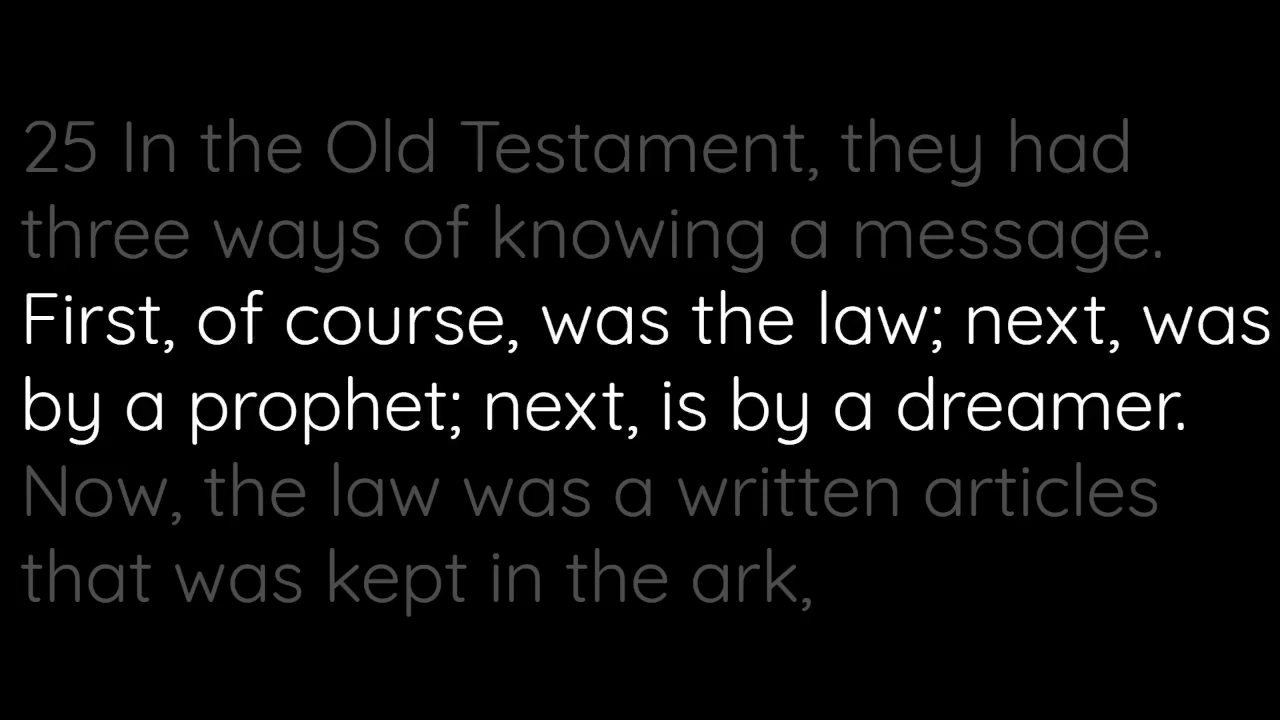 25 In the Old Testament, they had
three ways of knowing a message.
First, of course, was the law; next, was
by a prophet; next, is by a dreamer.
Now, the law was a written articles
that was kept in the ark,